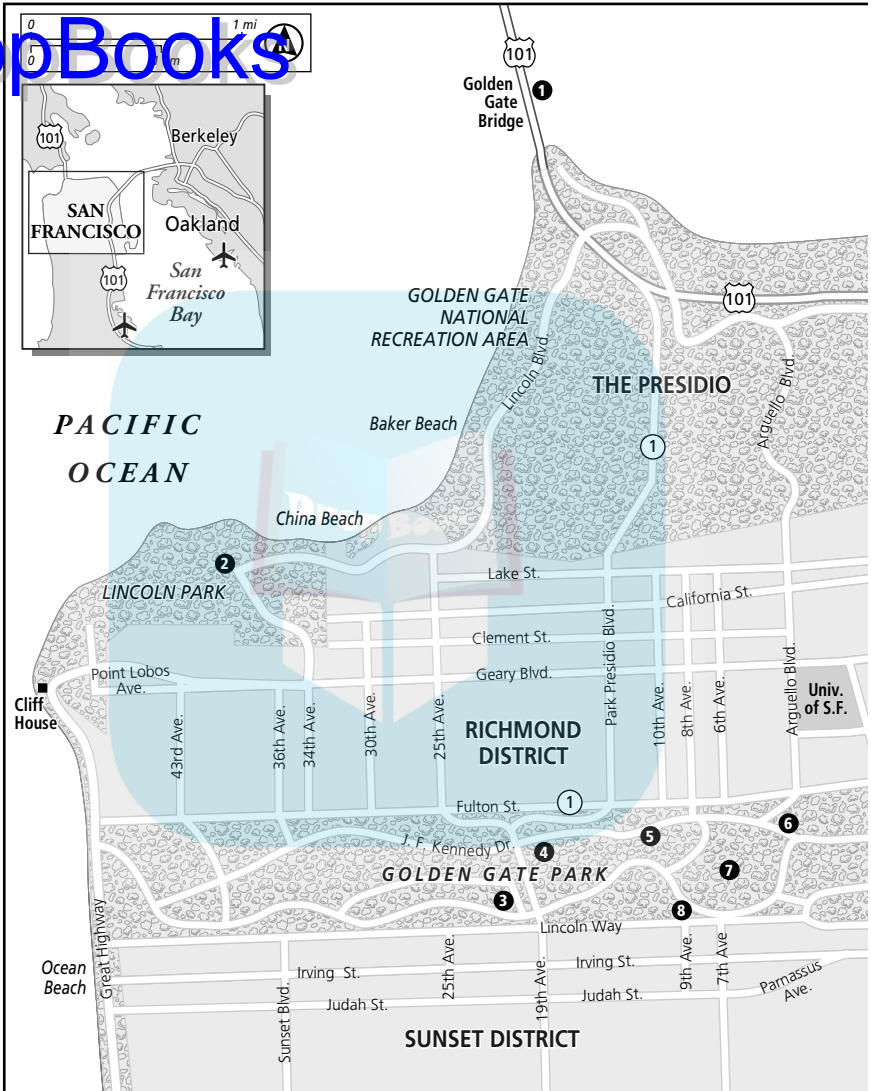 0 1 mi
0 km
N
pBooks
101
Berkeley
SAN
FRANCISCO
Oakland
101
San
Francisco
Bay
101
Golden
Gate
Bridge
1
GOLDEN GATE
NATIONAL
RECREATION AREA
101
Lincoln Blvd.
THE PRESIDIO
Arguello Blvd.
PACIFIC
OCEAN
Baker Beach
1
China Beach
2
LINCOLN PARK
Lake St.
California St.
Clement St.
Geary Blvd.
Park Presidio Blvd.
Point Lobos
Ave.
Cliff
House
43rd Ave.
36th Ave.
34th Ave.
30th Ave.
25th Ave.
RICHMOND
DISTRICT
10th Ave.
8th Ave.
6th Ave.
Arguello Blvd.
Univ.
of S.F.
Fulton St.
1
J. F. Kennedy Dr.
4
5
6
7
GOLDEN GATE PARK
3
8
Lincoln Way
Great Highway
Ocean
Beach
Irving St.
Irving St.
Judah St.
Judah St.
Sunset Blvd.
25th Ave.
19th Ave.
9th Ave.
7th Ave
Parnassus
Ave.
SUNSET DISTRICT